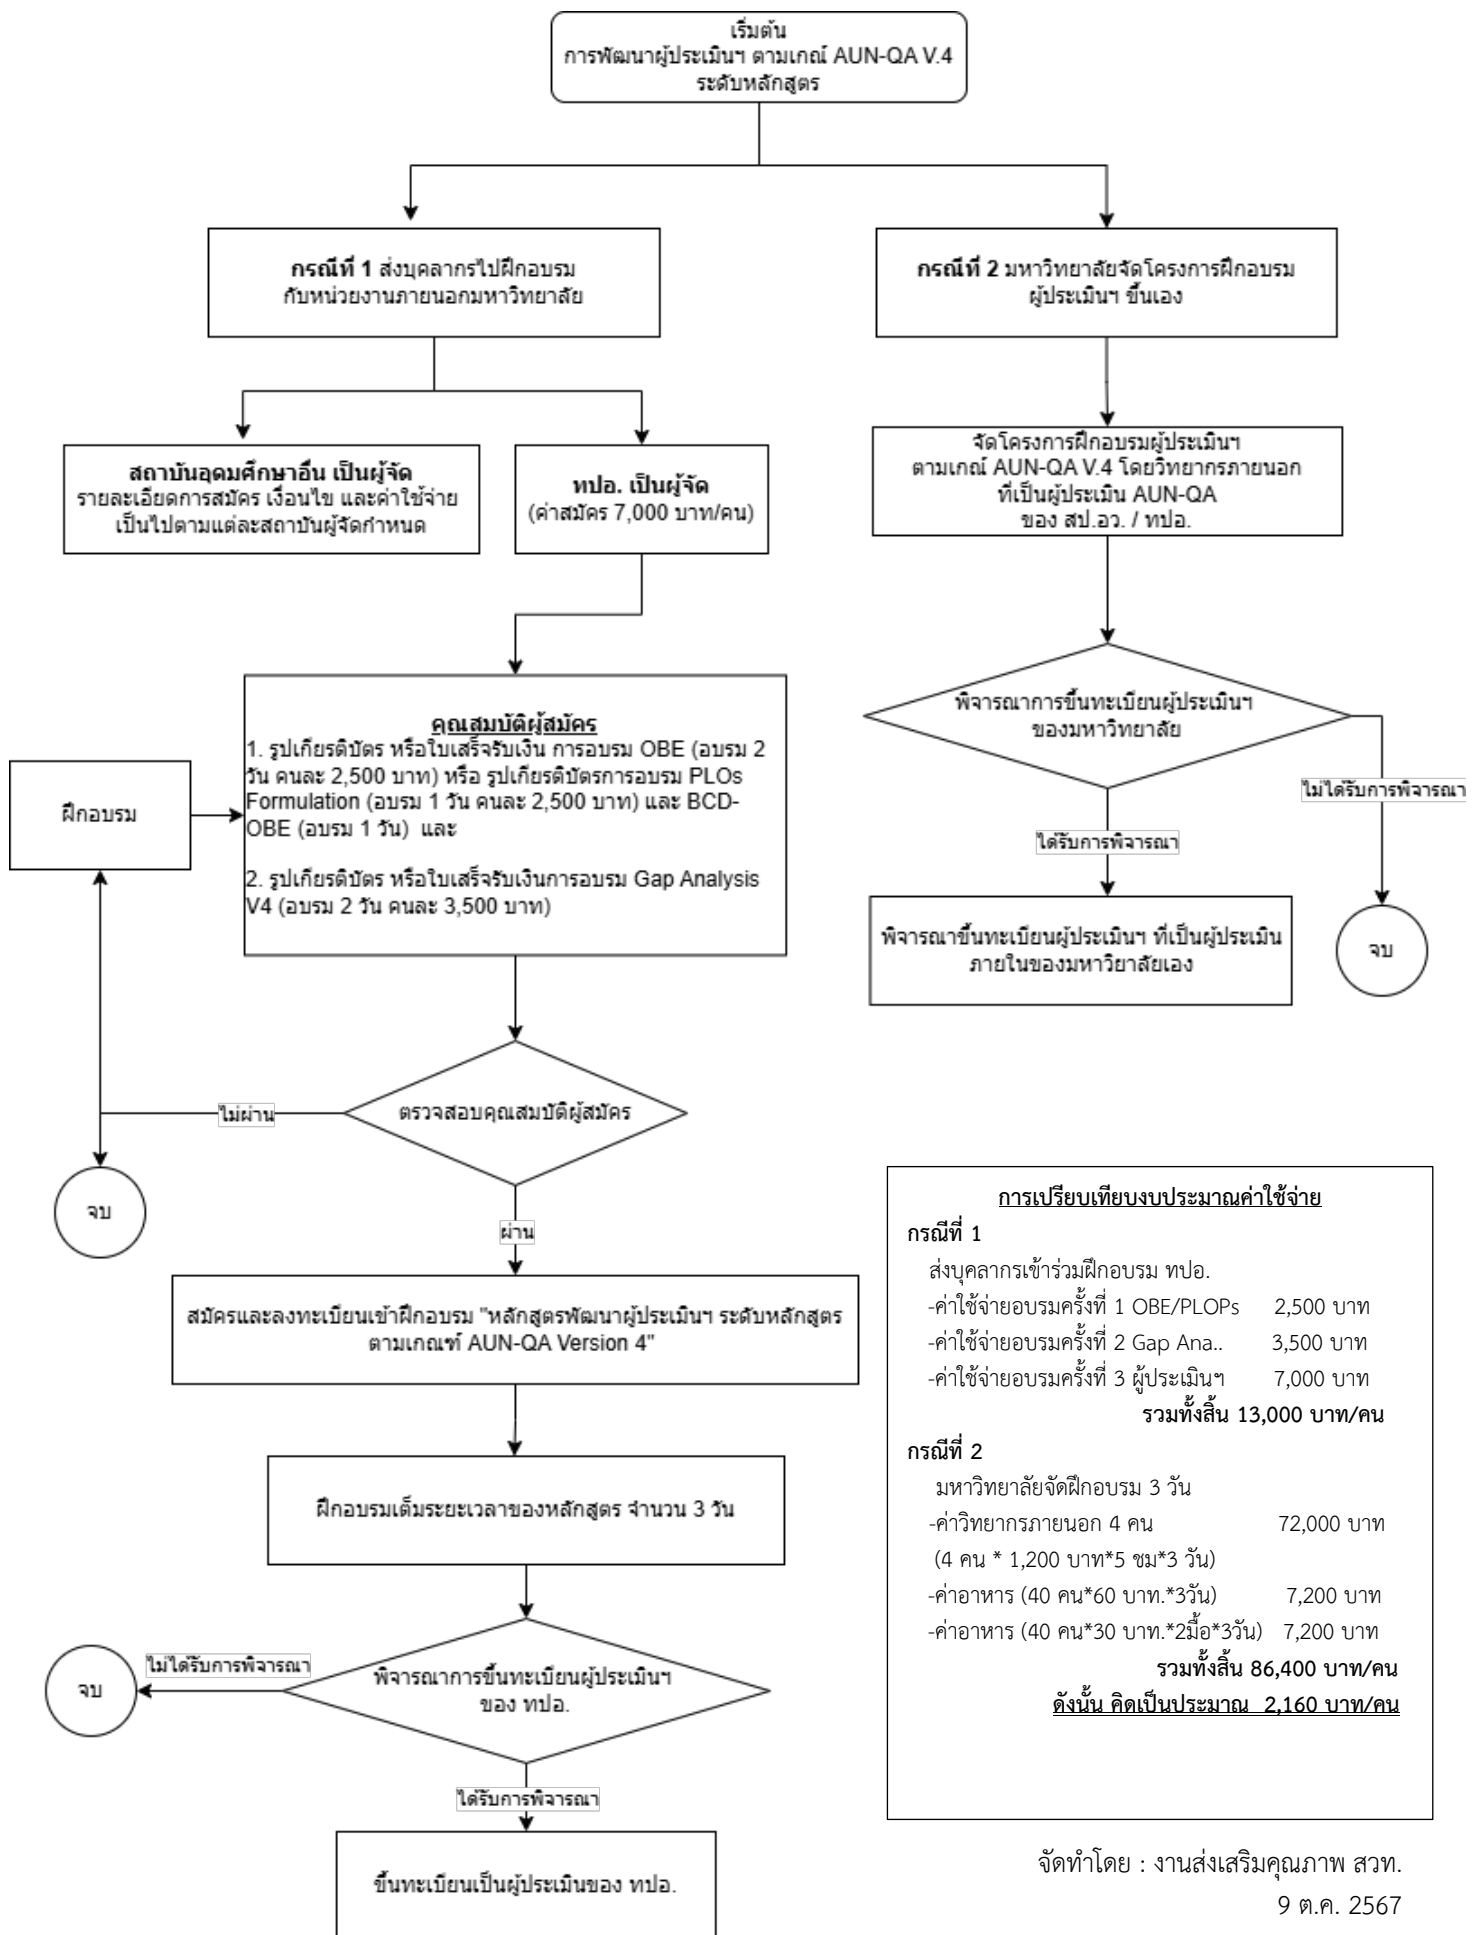 เริ่มต้น
การพัฒนาผู้ประเมินฯ ตามเกณ์ AUN-QA V.4
ระดับหลักสูตร
กรณีที่ 1 ส่งบุคลากรไปฝึกอบรม
กับหน่วยงานภายนอกมหาวิทยาลัย
กรณีที่ 2 มหาวิทยาลัยจัดโครงการฝึกอบรม
ผู้ประเมินฯ ขึ้นเอง
สถาบันอุดมศึกษาอื่น เป็นผู้จัด
รายละเอียดการสมัคร เงื่อนไข และค่าใช้จ่าย
เป็นไปตามแต่ละสถาบันผู้จัดกำหนด
ทปอ. เป็นผู้จัด
(ค่าสมัคร 7,000 บาท/คน)
จัดโครงการฝึกอบรมผู้ประเมินฯ
ตามเกณ์ AUN-QA V.4 โดยวิทยากรภายนอก
ที่เป็นผู้ประเมิน AUN-QA
ของ สป.อว. / ทปอ.
คุณสมบัติผู้สมัคร
1. รูปเกียรติบัตร หรือใบเสร็จรับเงิน การอบรม OBE (อบรม 2
วัน คนละ 2,500 บาท) หรือ รูปเกียรติบัตรการอบรม PLOs
Formulation (อบรม 1 วัน คนละ 2,500 บาท) และ BCD-
OBE (อบรม 1 วัน) และ
2. รูปเกียรติบัตร หรือใบเสร็จรับเงินการอบรม Gap Analysis
V4 (อบรม 2 วัน คนละ 3,500 บาท)
ฝึกอบรม
พิจารณาการขึ้นทะเบียนผู้ประเมินฯ
ของมหาวิทยาลัย
ไม่ได้รับการพิจารณา
ได้รับการพิจารณา
พิจารณาขึ้นทะเบียนผู้ประเมินฯ ที่เป็นผู้ประเมิน
ภายในของมหาวิยาลัยเอง
จบ
ตรวจสอบคุณสมบัติผู้สมัคร
ไม่ผ่าน
จบ
ผ่าน
สมัครและลงทะเบียนเข้าฝึกอบรม "หลักสูตรพัฒนาผู้ประเมินฯ ระดับหลักสูตร
ตามเกณฑ์ AUN-QA Version 4"
ฝึกอบรมเต็มระยะเวลาของหลักสูตร จำนวน 3 วัน
พิจารณาการขึ้นทะเบียนผู้ประเมินฯ
ของ ทปอ.
ไม่ได้รับการพิจารณา
จบ
ได้รับการพิจารณา
ขึ้นทะเบียนเป็นผู้ประเมินของ ทปอ.
การเปรียบเทียบงบประมาณค่าใช้จ่าย
กรณีที่ 1
ส่งบุคลากรเข้าร่วมฝึกอบรม ทปอ.
-ค่าใช้จ่ายอบรมครั้งที่ 1 OBE/PLOPs 2,500 บาท
-ค่าใช้จ่ายอบรมครั้งที่ 2 Gap Ana.. 3,500 บาท
-ค่าใช้จ่ายอบรมครั้งที่ 3 ผู้ประเมินฯ 7,000 บาท
รวมทั้งสิ้น 13,000 บาท/คน
กรณีที่ 2
มหาวิทยาลัยจัดฝึกอบรม 3 วัน
-ค่าวิทยากรภายนอก 4 คน 72,000 บาท
(4 คน * 1,200 บาท*5 ชม*3 วัน)
-ค่าอาหาร (40 คน*60 บาท.*3วัน) 7,200 บาท
-ค่าอาหาร (40 คน*30 บาท.*2มื้อ*3วัน) 7,200 บาท
รวมทั้งสิ้น 86,400 บาท/คน
ดังนั้น คิดเป็นประมาณ 2,160 บาท/คน
จัดทำโดย : งานส่งเสริมคุณภาพ สวท.
9 ต.ค. 2567